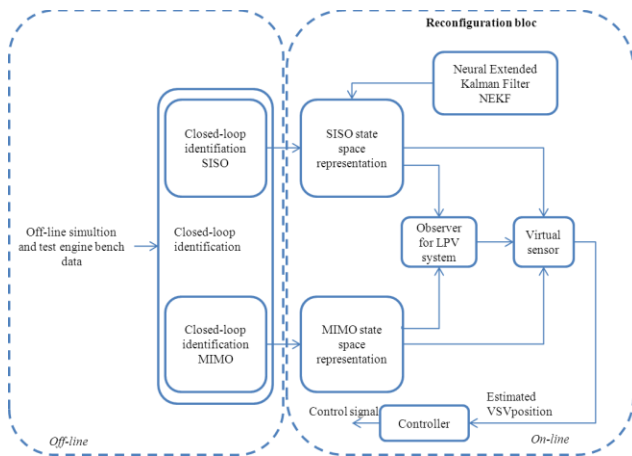 Reconfiguration bloc
Neural Extended
Kalman Filter
NEKF
Closed-loop
identifiation
SISO
SISO state
space
representation
Off-line simultion
and test engine bench
data
Closed-loop
identification
Observer
for LPV
system
Virtual
sensor
Closed-loop
identification
MIMO
MIMO state
space
representation
Estimated
VSVposition
Control signal
Controller
Off-line
On-line